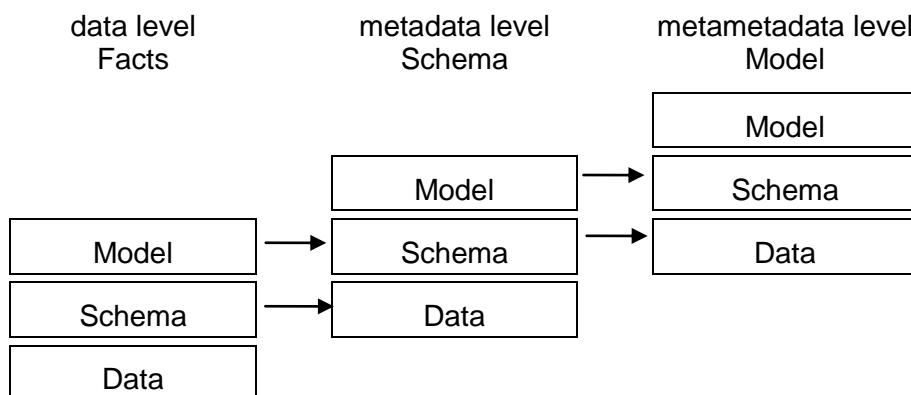 data level
Facts
metadata level
Schema
metametadata level
Model
Model
Model
Schema
Model
Schema
Data
Schema
Data
Data